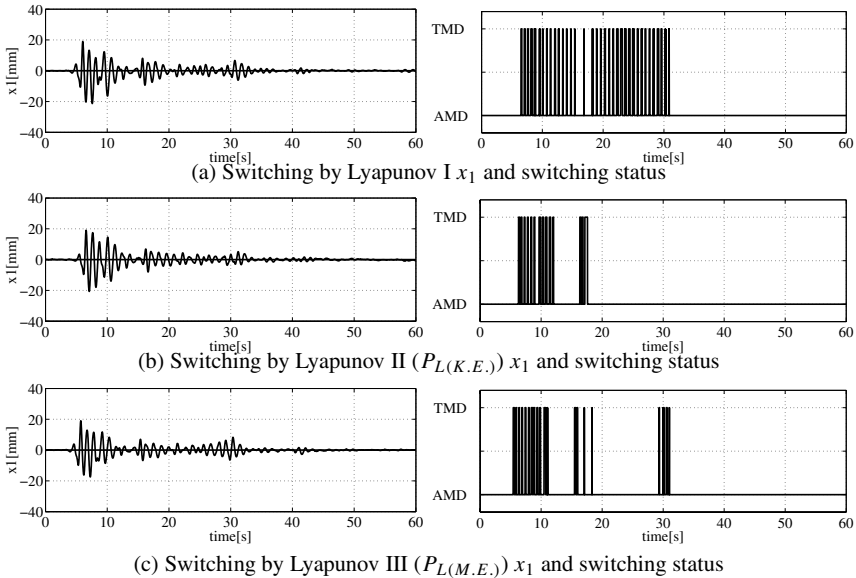 40
20
0
−20
−40
x1[mm]
0 10 20 30 40 50 60
time[s]
TMD
AMD
0 10 20 30 40 50 60
time[s]
(a) Switching by Lyapunov I x1 and switching status
40
20
0
−20
−40
x1[mm]
0 10 20 30 40 50 60
time[s]
TMD
AMD
0 10 20 30 40 50 60
time[s]
(b) Switching by Lyapunov II (PL(K.E.)) x1 and switching status
40
20
0
−20
−40
x1[mm]
0 10 20 30 40 50 60
time[s]
TMD
AMD
0 10 20 30 40 50 60
time[s]
(c) Switching by Lyapunov III (PL(M.E.)) x1 and switching status